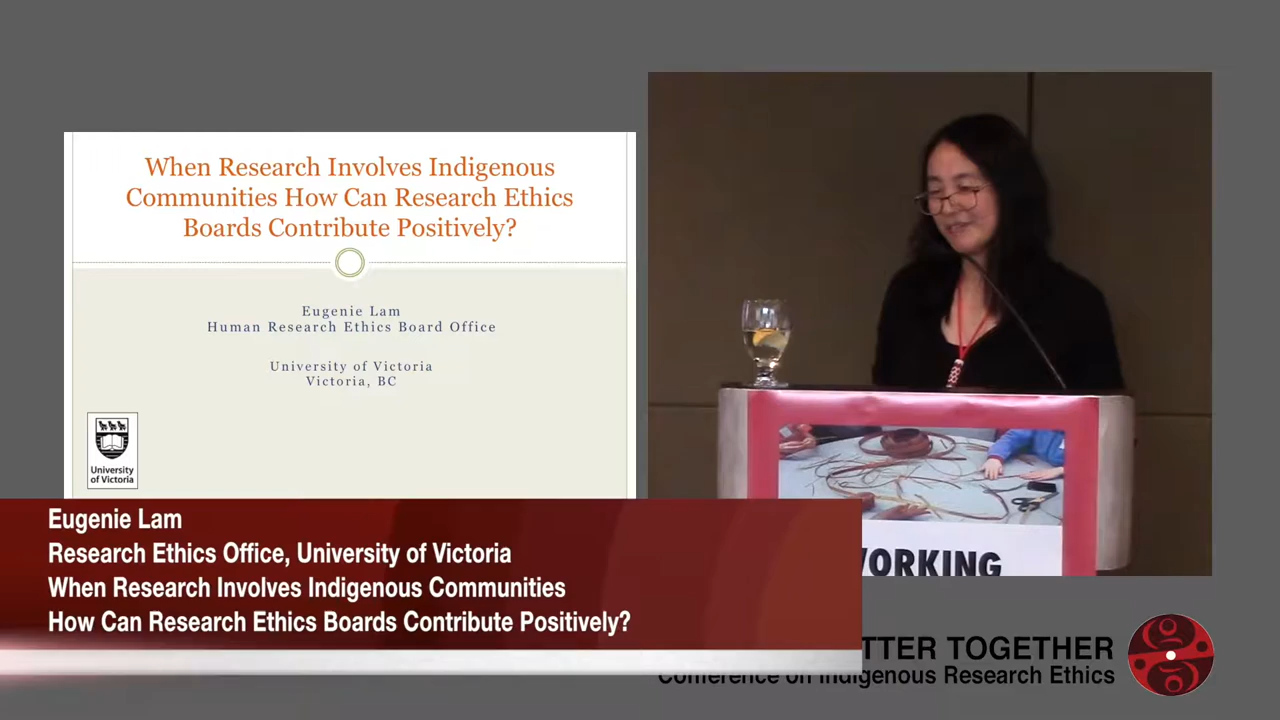 When Research Involves Indigenous
Communities How Can Research Ethics
Boards Contribute Positively?
Eugenie Lam
Human Research Ethics Board Office
University of Victoria
Victoria, BC
University
of Victoria
WORKING
Eugenie Lam
Research Ethics Office, University of Victoria
When Research Involves Indigenous Communities
How Can Research Ethics Boards Contribute Positively?
TTER TOGETHER
Conference on Indigenous Research Ethics